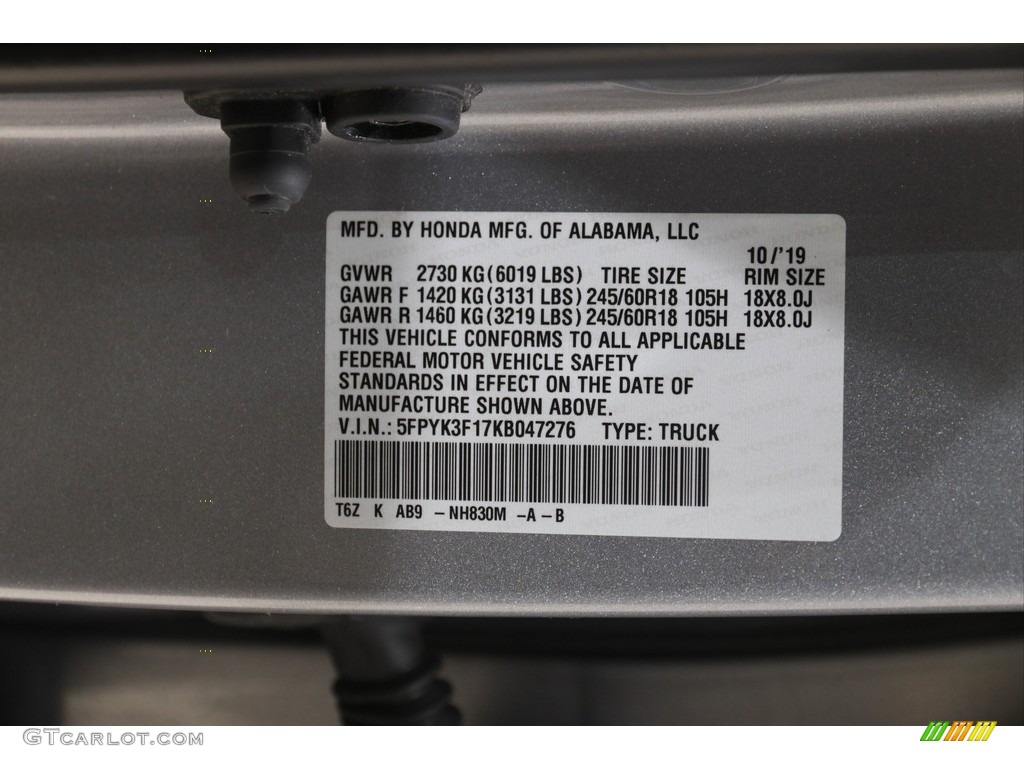 MFD. BY HONDA MFG. OF ALABAMA, LLC
10/'19
GVWR 2730 KG(6019 LBS) TIRE SIZE RIM SIZE
GAWR F 1420 KG(3131 LBS) 245/60R18 105H 18X8.0J
GAWR R 1460 KG(3219 LBS) 245/60R18 105H 18X8.0J
THIS VEHICLE CONFORMS TO ALL APPLICABLE
FEDERAL MOTOR VEHICLE SAFETY
STANDARDS IN EFFECT ON THE DATE OF
MANUFACTURE SHOWN ABOVE.
V.I.N.: 5FPYK3F17KB047276 TYPE: TRUCK
T6Z K AB9 - NH830M -A - B
GTCARLOT.COM